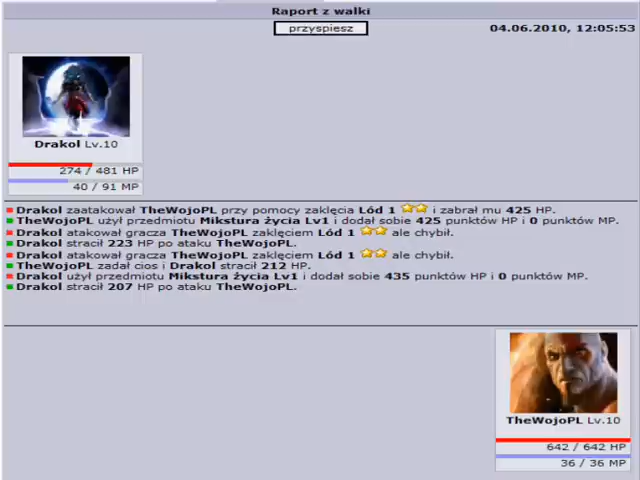 Raport z walki
przyspiesz
04.06.2010, 12:05:53
Drakol Lv.10
274 / 481 HP
40 / 91 MP
Drakol zaatakował TheWojoPL przy pomocy zaklęcia Lód 1 i zabrał mu 425 HP.
TheWojoPL użył przedmiotu Mikstura życia Lv1 i dodał sobie 425 punktów HP i 0 punktów MP.
Drakol atakował gracza TheWojoPL zaklęciem Lód 1 ale chybił.
Drakol stracił 223 HP po ataku TheWojoPL.
Drakol atakował gracza TheWojoPL zaklęciem Lód 1 ale chybił.
TheWojoPL zadał cios i Drakol stracił 212 HP.
Drakol użył przedmiotu Mikstura życia Lv1 i dodał sobie 435 punktów HP i 0 punktów MP.
Drakol stracił 207 HP po ataku TheWojoPL.
TheWojoPL Lv.10
642 / 642 HP
36 / 36 MP